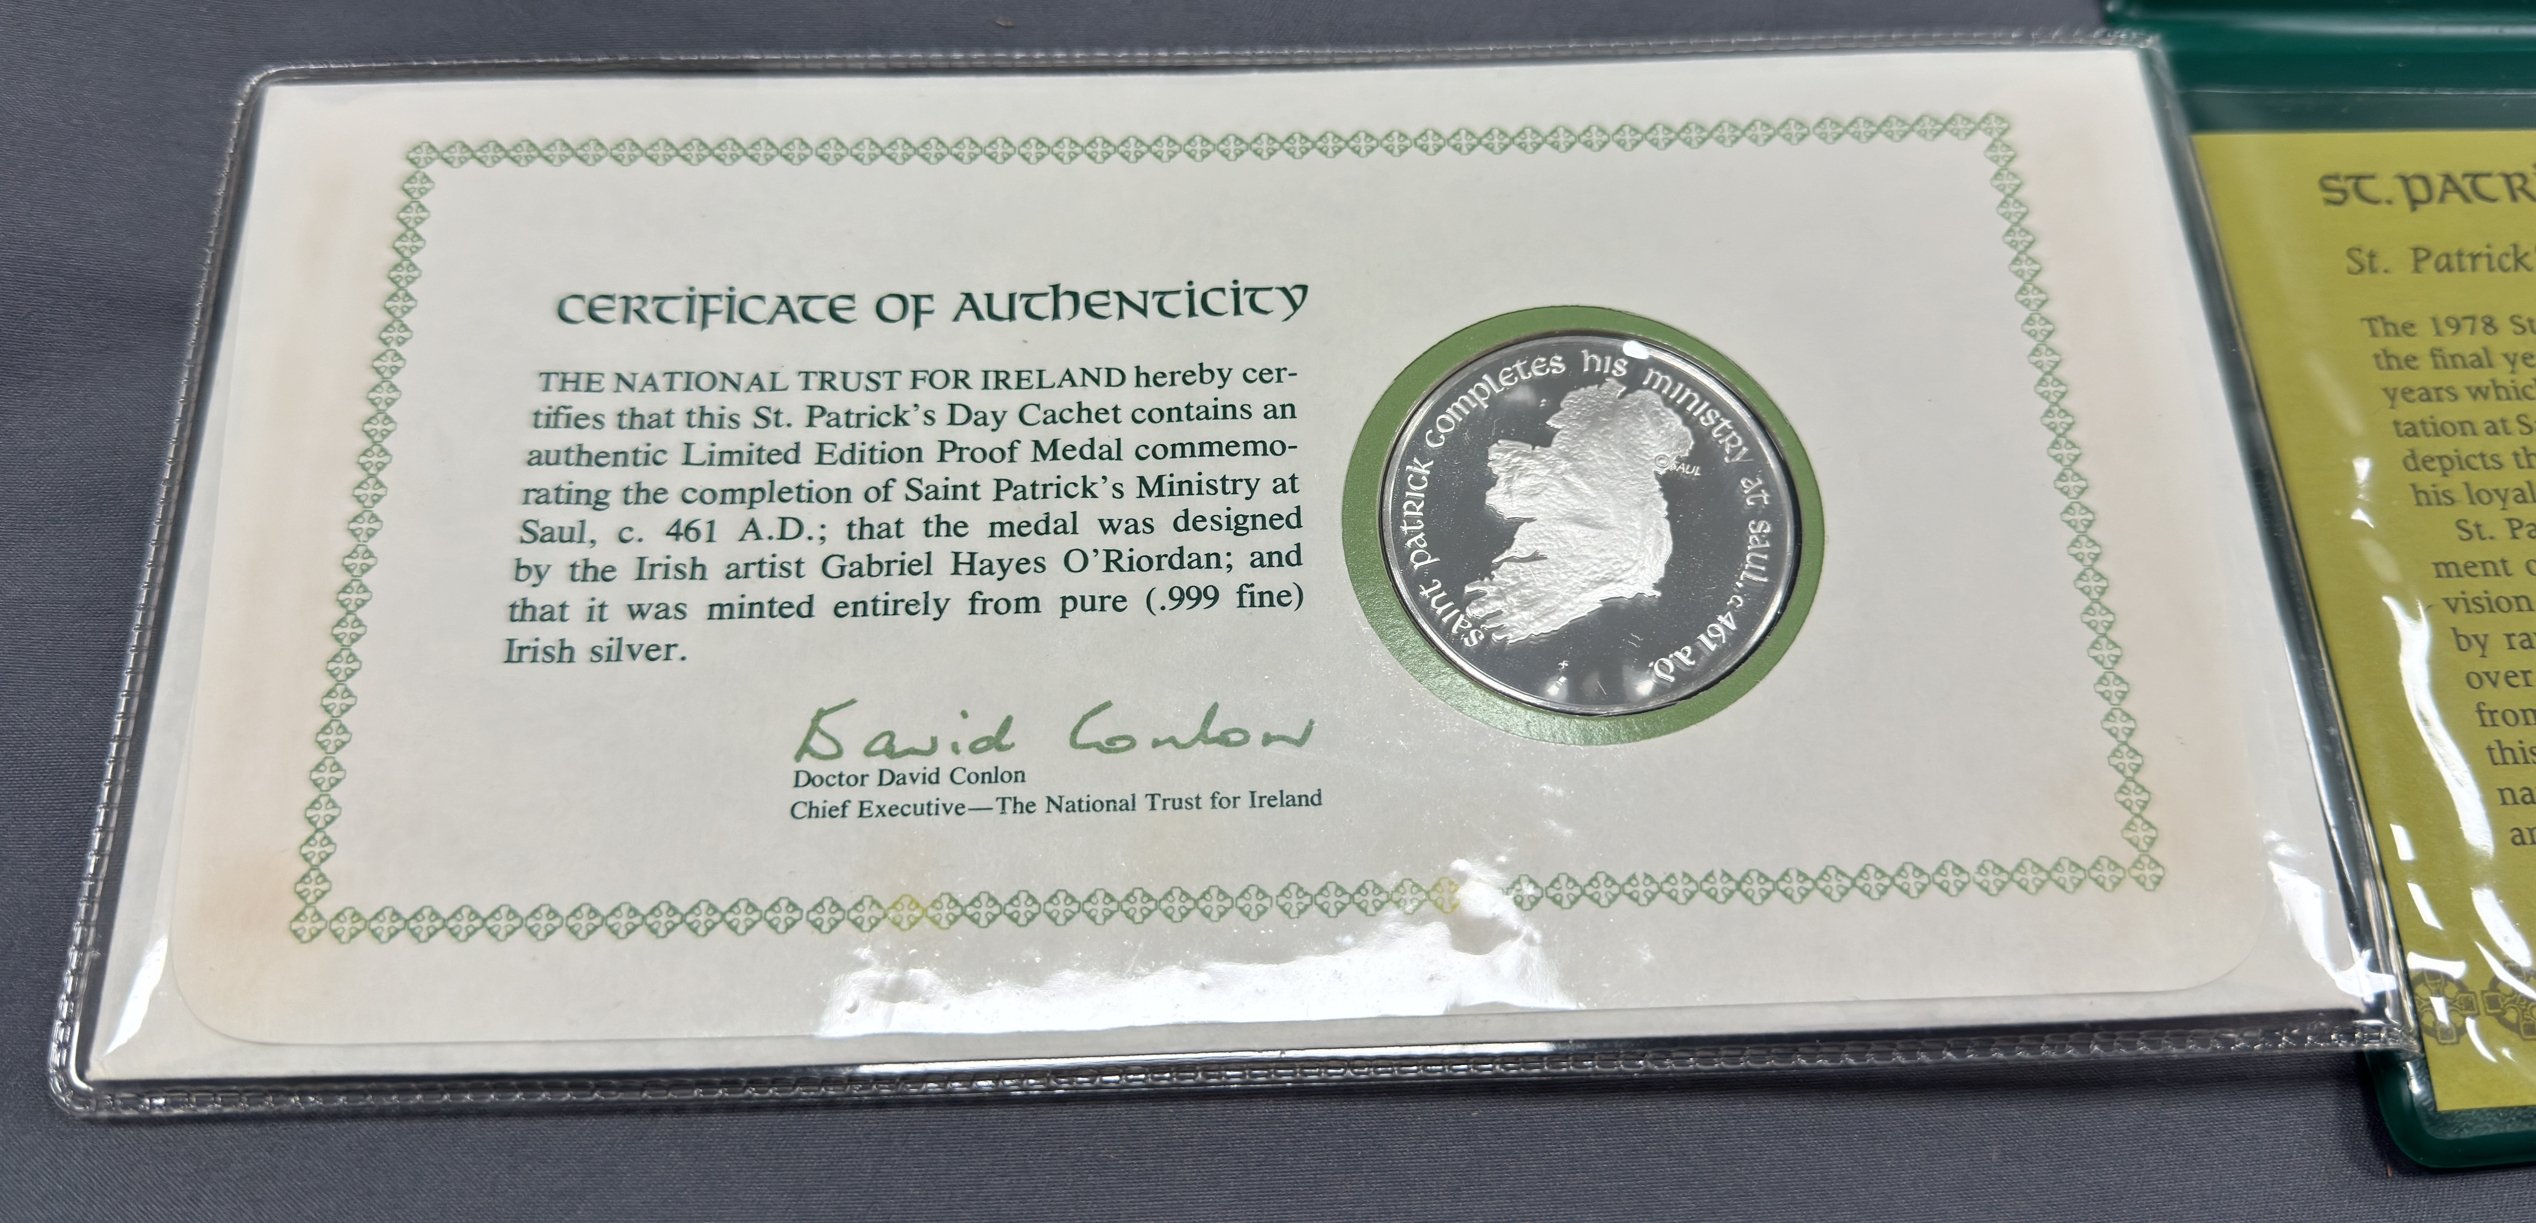 CERTIFICATE OF AUTHENTICITY
THE NATIONAL TRUST FOR IRELAND hereby cer-
tifies that this St. Patrick's Day Cachet contains an
authentic Limited Edition Proof Medal commemo-
rating the completion of Saint Patrick's Ministry at
Saul, c. 461 A.D.; that the medal was designed
by the Irish artist Gabriel Hayes O'Riordan; and
that it was minted entirely from pure (.999 fine)
Irish silver.
David Conlon
Doctor David Conlon
Chief Executive—The National Trust for Ireland
SAINT PATRICK COMPLETES HIS MINISTRY AT SAUL, C. 461 A.D.
SAUL
ST. PATR
St. Patrick
The 1978 St
the final ye
years whic
tation at S
depicts th
his loyal
St. Pa
ment
vision
by ra
over
from
this
na
an